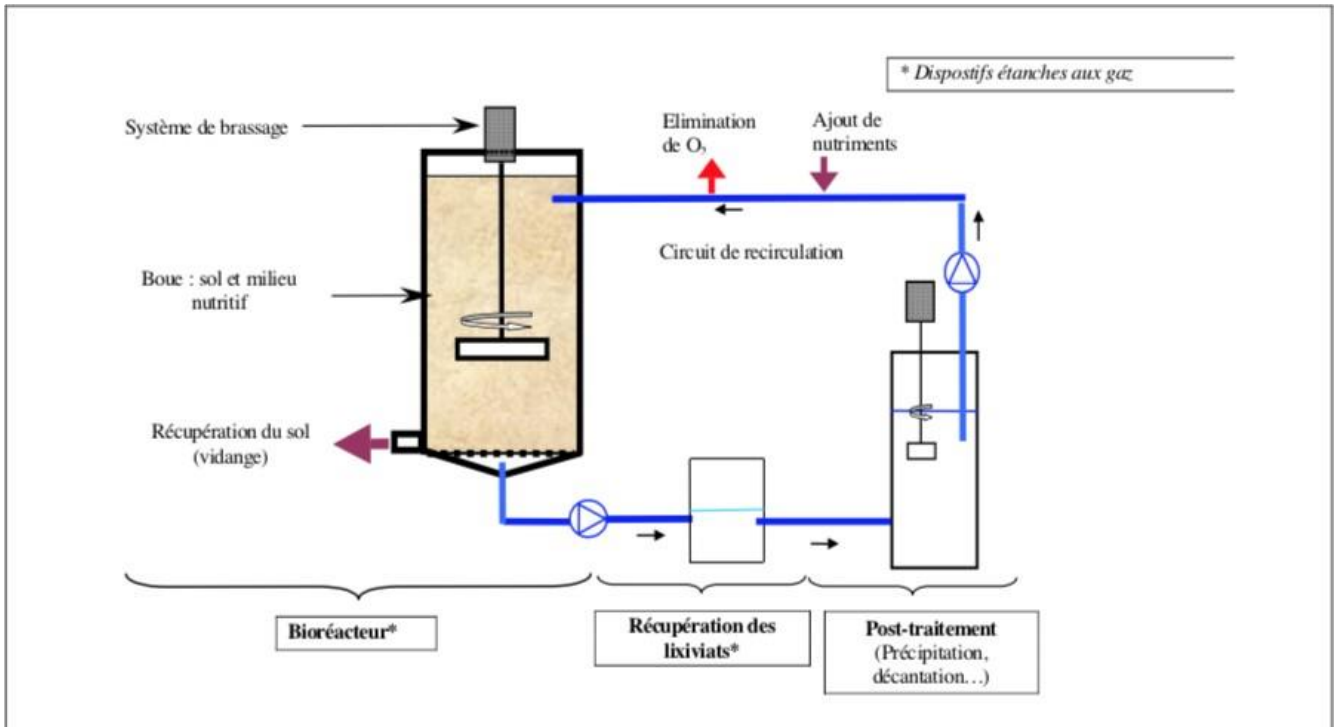 * Dispostifs étanches aux gaz
Système de brassage
Elimination
de O₂
Ajout de
nutriments
Circuit de recirculation
Boue : sol et milieu
nutritif
Récupération du sol
(vidange)
Bioréacteur*
Récupération des
lixiviats*
Post-traitement
(Précipitation,
décantation…)